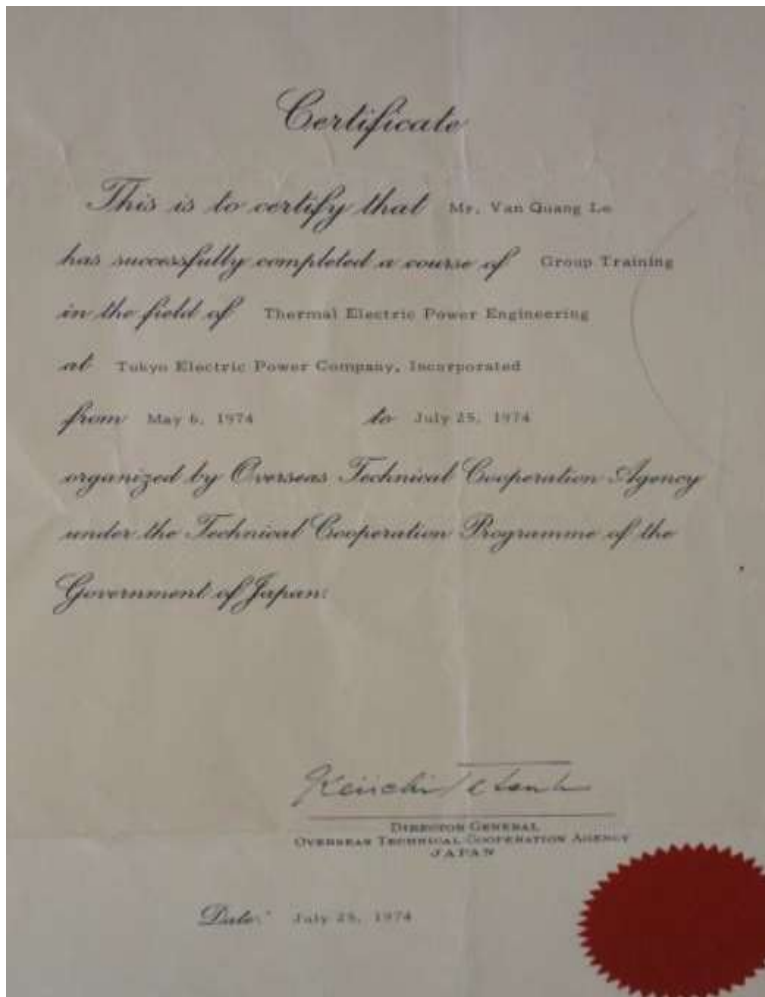 Certificate
This is to certify that Mr. Van Quang Le
has successfully completed a course of Group Training
in the field of Thermal Electric Power Engineering
at Tokyo Electric Power Company, Incorporated
from May 6, 1974 to July 25, 1974
organized by Overseas Technical Cooperation Agency
under the Technical Cooperation Programme of the
Government of Japan.
Keiichi
DIRECTOR GENERAL
OVERSEAS TECHNICAL COOPERATION AGENCY
JAPAN
Date: July 25, 1974